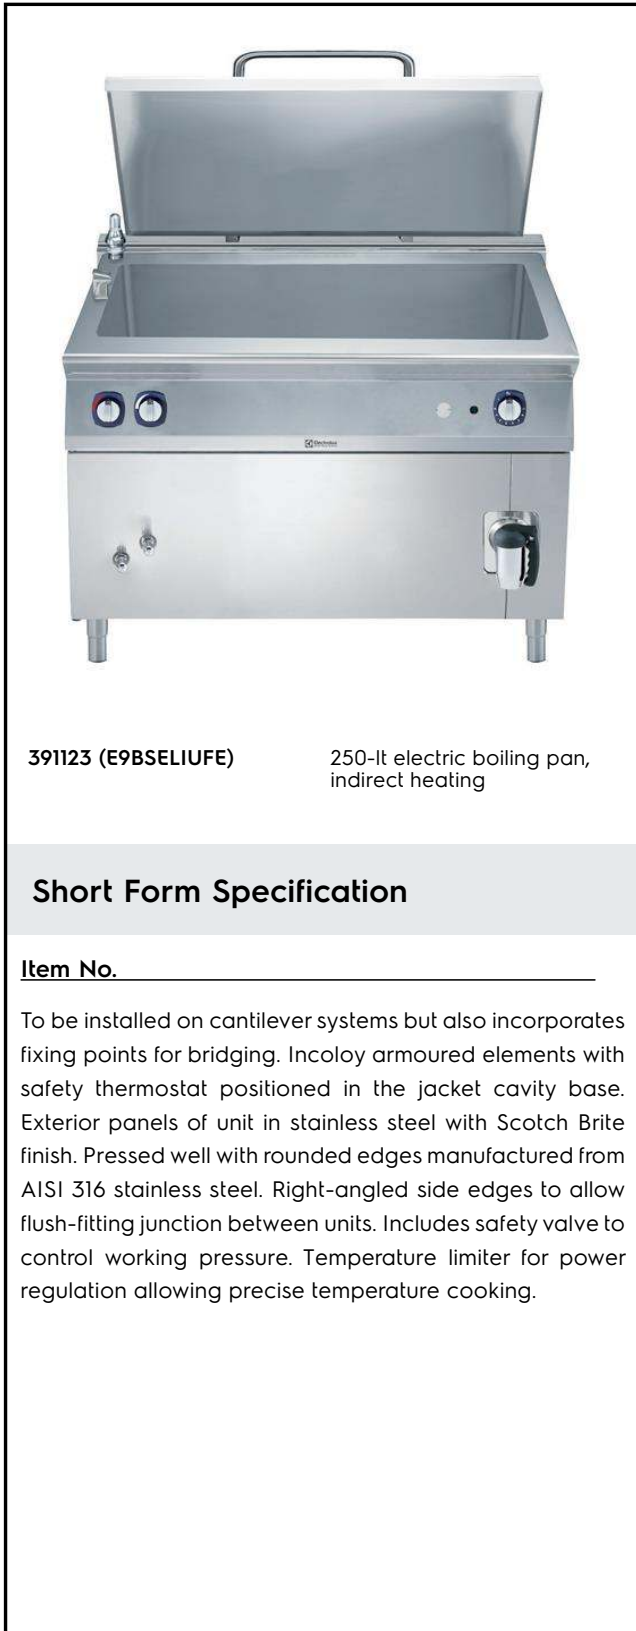 Electrolux
391123 (E9BSELIUFE)
250-lt electric boiling pan,
indirect heating
Short Form Specification
Item No.
To be installed on cantilever systems but also incorporates
fixing points for bridging. Incoloy armoured elements with
safety thermostat positioned in the jacket cavity base.
Exterior panels of unit in stainless steel with Scotch Brite
finish. Pressed well with rounded edges manufactured from
AISI 316 stainless steel. Right-angled side edges to allow
flush-fitting junction between units. Includes safety valve to
control working pressure. Temperature limiter for power
regulation allowing precise temperature cooking.